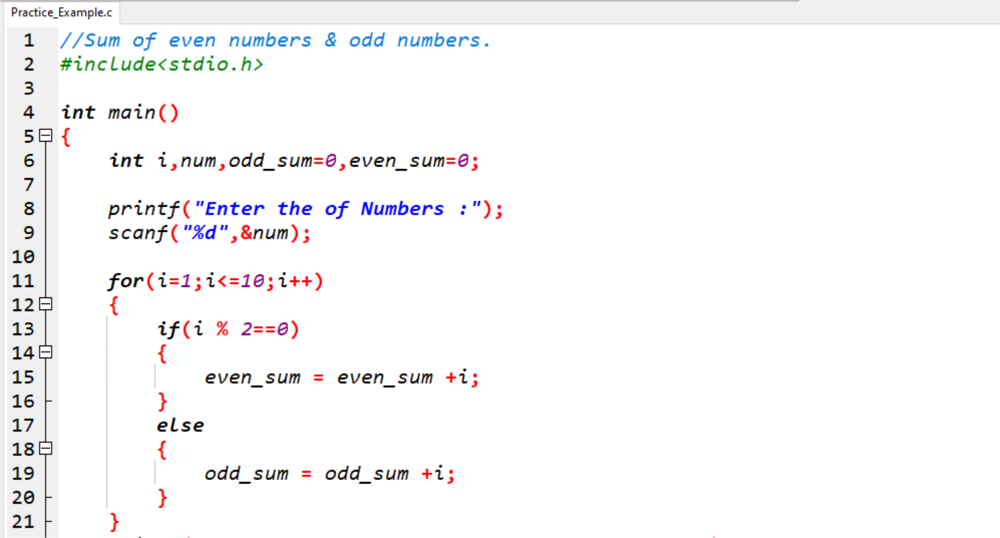 Practice_Example.c
1 //Sum of even numbers & odd numbers.
2 #include<stdio.h>
3
4 int main()
5 {
6 int i,num,odd_sum=0,even_sum=0;
7
8 printf("Enter the of Numbers :");
9 scanf("%d",&num);
10
11 for(i=1;i<=10;i++)
12 {
13 if(i % 2==0)
14 {
15 even_sum = even_sum +i;
16 }
17 else
18 {
19 odd_sum = odd_sum +i;
20 }
21 }